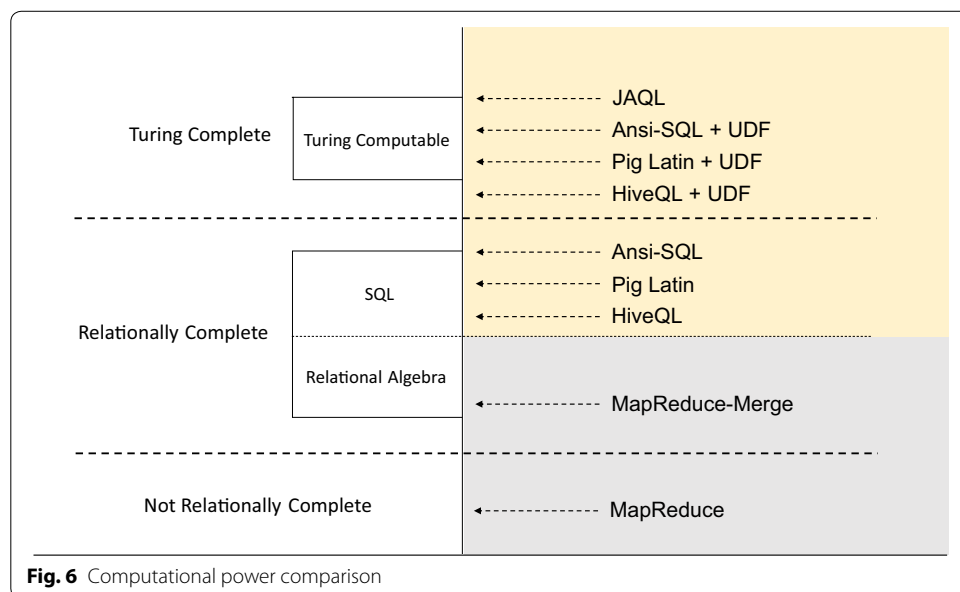 JAQL
Turing Complete
Turing Computable
Ansi-SQL + UDF
Pig Latin + UDF
HiveQL + UDF
Ansi-SQL
SQL
Pig Latin
HiveQL
Relationally Complete
Relational Algebra
MapReduce-Merge
Not Relationally Complete
MapReduce
Fig. 6 Computational power comparison